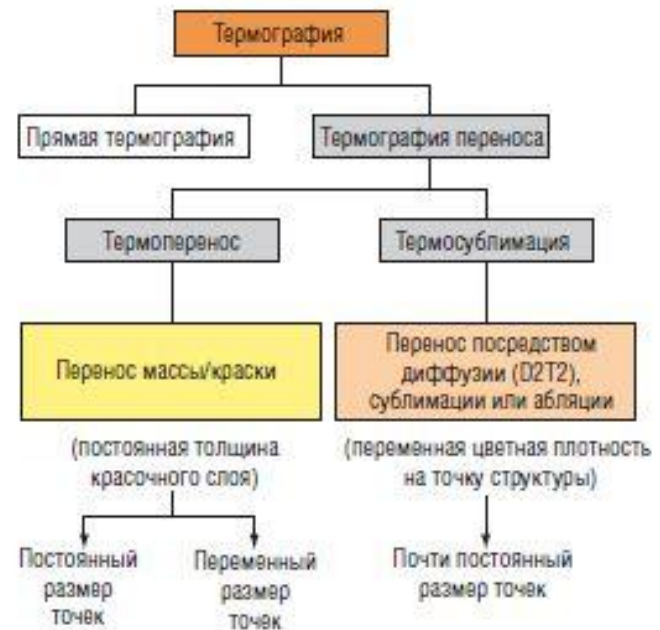 Термография
Прямая термография
Термография переноса
Термоперенос
Термосублимация
Перенос массы/краски
Перенос посредством
диффузии (D2T2),
сублимации или абляции
(постоянная толщина
красочного слоя)
(переменная цветная плотность
на точку структуры)
Постоянный
размер
точек
Переменный
размер
точек
Почти постоянный
размер точек